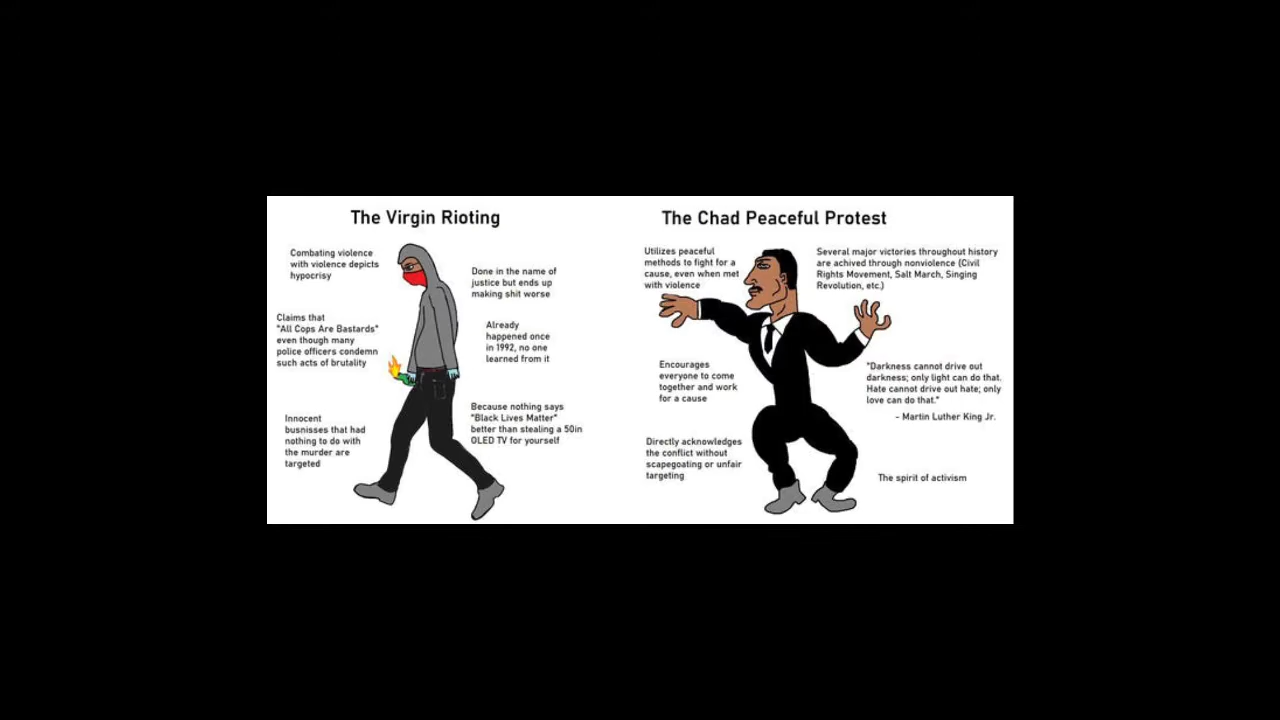 The Virgin Rioting
Combating violence
with violence depicts
hypocrisy
Done in the name of
justice but ends up
making shit worse
Claims that
"All Cops Are Bastards"
even though many
police officers condemn
such acts of brutality
Already
happened once
in 1992, no one
learned from it
Innocent
busnisses that had
nothing to do with
the murder are
targeted
Because nothing says
"Black Lives Matter"
better than stealing a 50in
OLED TV for yourself
The Chad Peaceful Protest
Utilizes peaceful
methods to fight for a
cause, even when met
with violence
Several major victories throughout history
are achived through nonviolence (Civil
Rights Movement, Salt March, Singing
Revolution, etc.)
Encourages
everyone to come
together and work
for a cause
"Darkness cannot drive out
darkness; only light can do that.
Hate cannot drive out hate; only
love can do that."
- Martin Luther King Jr.
Directly acknowledges
the conflict without
scapegoating or unfair
targeting
The spirit of activism